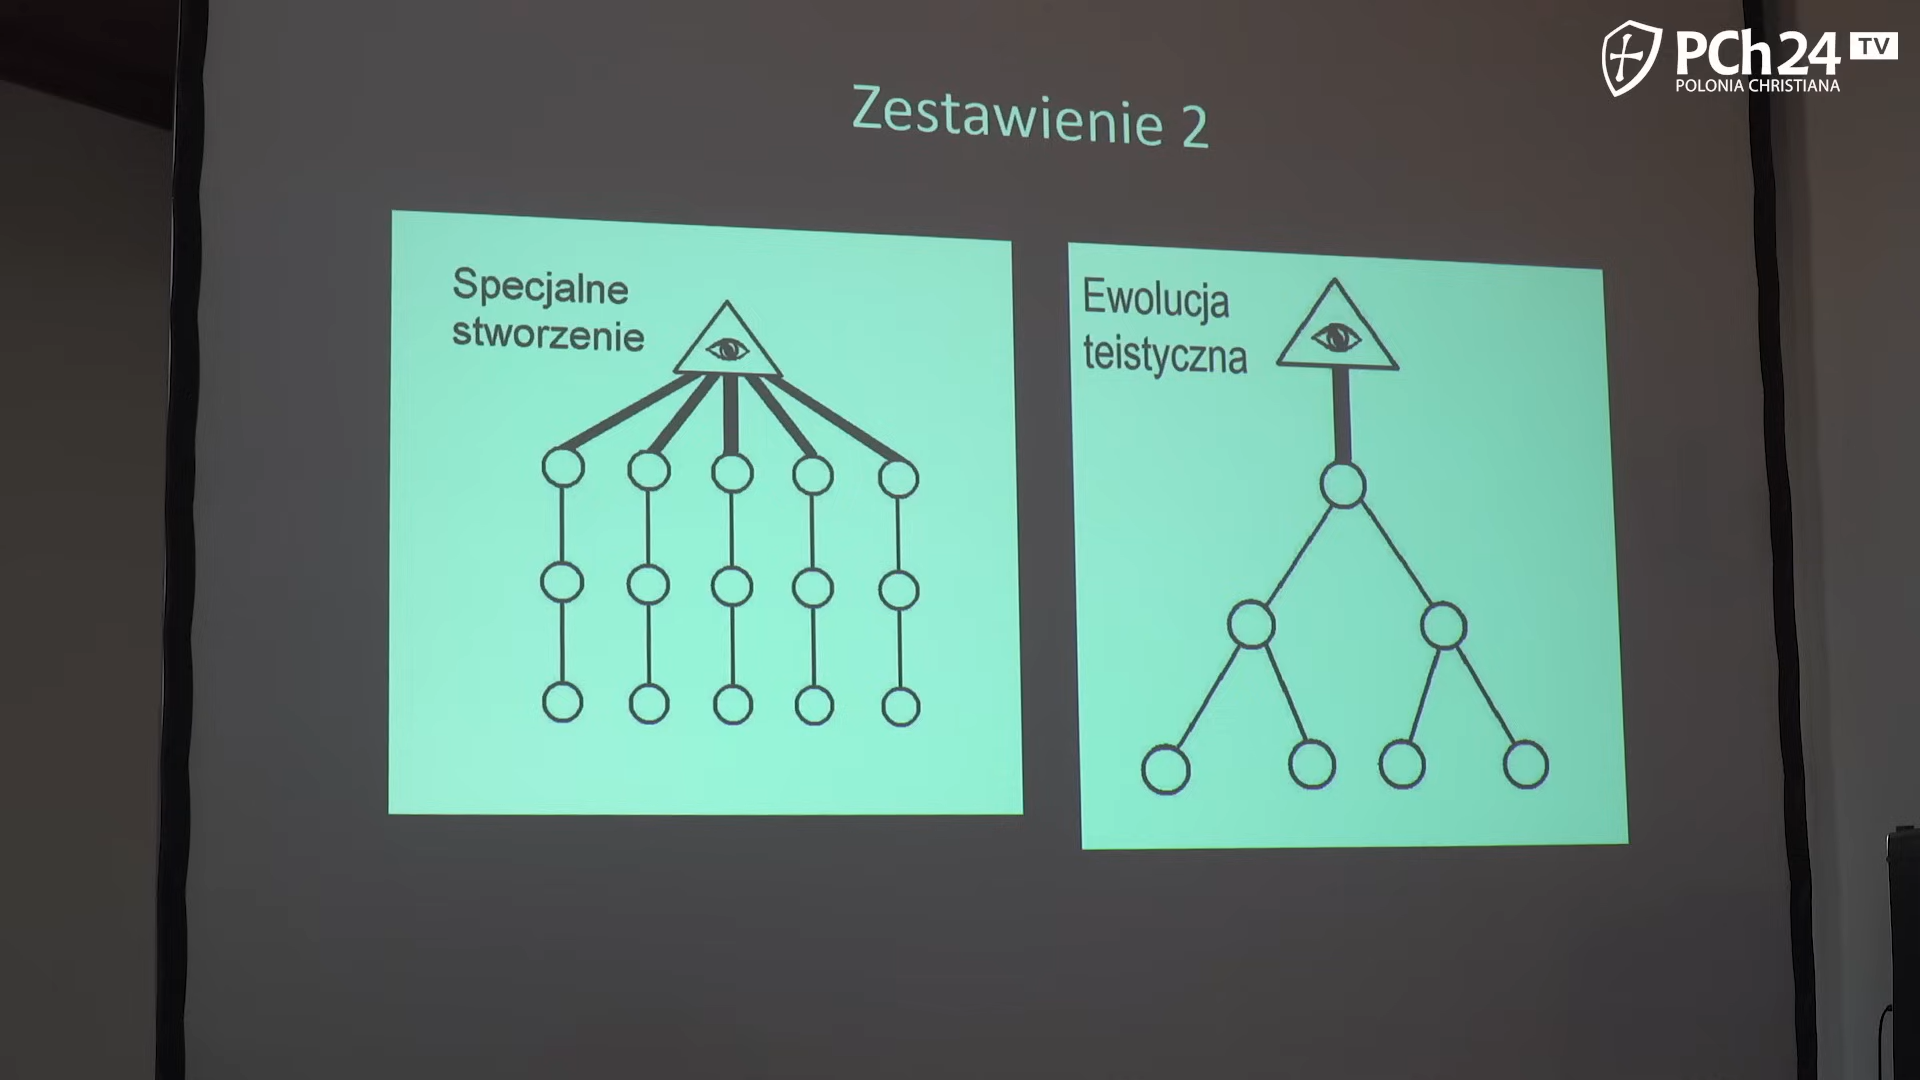 PCh24 TV
POLONIA CHRISTIANA
Zestawienie 2
Specjalne
stworzenie
Ewolucja
teistyczna